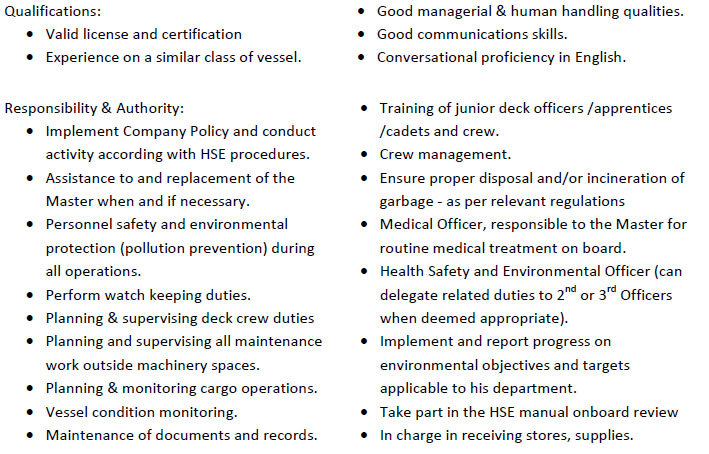 Qualifications:
• Valid license and certification
• Experience on a similar class of vessel.
• Good managerial & human handling qualities.
• Good communications skills.
• Conversational proficiency in English.
Responsibility & Authority:
• Implement Company Policy and conduct
activity according with HSE procedures.
• Assistance to and replacement of the
Master when and if necessary.
• Personnel safety and environmental
protection (pollution prevention) during
all operations.
• Perform watch keeping duties.
• Planning & supervising deck crew duties
• Planning and supervising all maintenance
work outside machinery spaces.
• Planning & monitoring cargo operations.
• Vessel condition monitoring.
• Maintenance of documents and records.
• Training of junior deck officers /apprentices
/cadets and crew.
• Crew management.
• Ensure proper disposal and/or incineration of
garbage - as per relevant regulations
• Medical Officer, responsible to the Master for
routine medical treatment on board.
• Health Safety and Environmental Officer (can
delegate related duties to 2nd or 3rd Officers
when deemed appropriate).
• Implement and report progress on
environmental objectives and targets
applicable to his department.
• Take part in the HSE manual onboard review
• In charge in receiving stores, supplies.